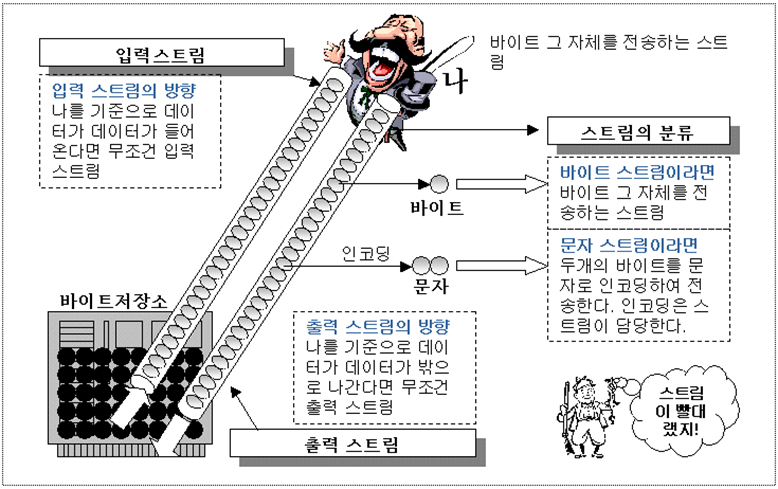 입력스트림
입력 스트림의 방향
나를 기준으로 데이
터가 데이터가 들어
온다면 무조건 입력
스트림
나
바이트 그 자체를 전송하는 스트
림
스트림의 분류
바이트 스트림이라면
바이트 그 자체를 전
송하는 스트림
바이트
문자 스트림이라면
두개의 바이트를 문
자로 인코딩하여 전
송한다. 인코딩은 스
트림이 담당한다.
인코딩
문자
바이트저장소
출력 스트림의 방향
나를 기준으로 데이
터가 데이터가 밖으
로 나간다면 무조건
출력 스트림
출력 스트림
스트림
이 빨대
랬지!